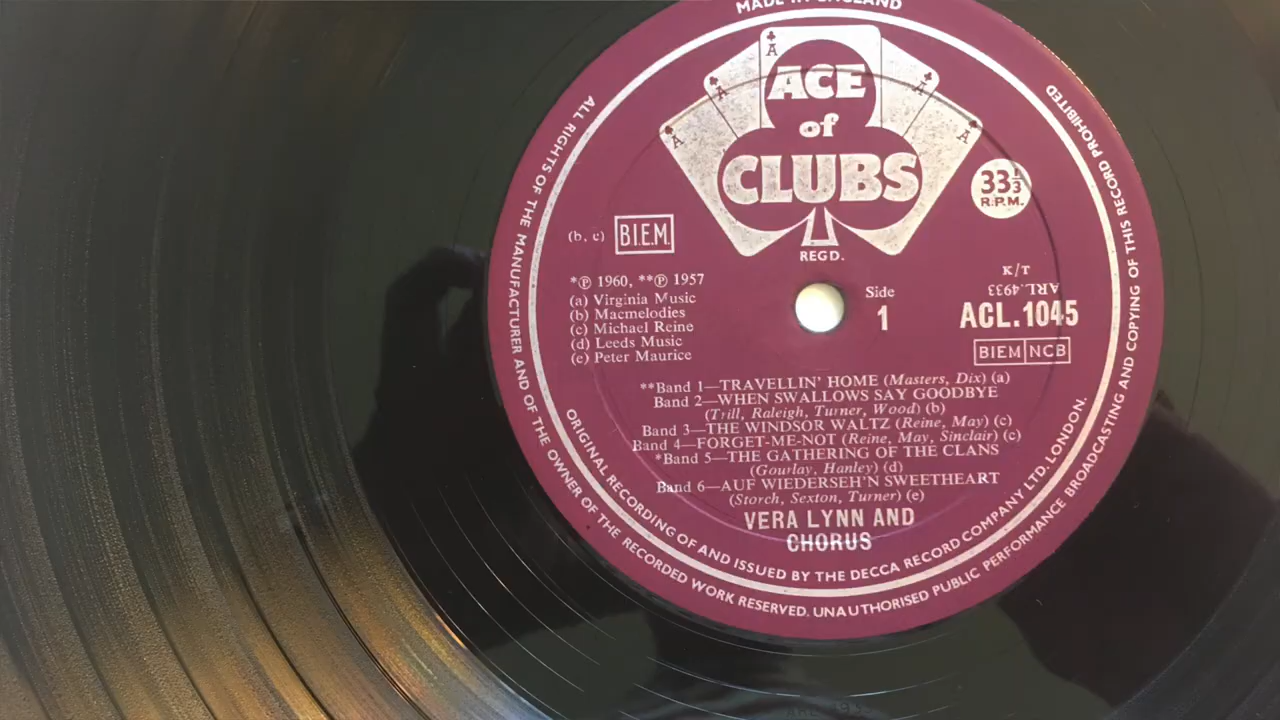 MADE IN ENGLAND
ALL RIGHTS OF THE MANUFACTURER AND OF THE OWNER OF THE RECORDED WORK RESERVED. UNAUTHORISED PUBLIC PERFORMANCE BROADCASTING AND COPYING OF THIS RECORD PROHIBITED
A
A
A
A
A
ACE
of
CLUBS
REGD.
33⅓
R.P.M.
(b, c) B.I.E.M.
*℗ 1960, **℗ 1957
(a) Virginia Music
(b) Macmelodies
(c) Michael Reine
(d) Leeds Music
(e) Peter Maurice
Side
1
K/T
ARL.4933
ACL.1045
BIEM NCB
**Band 1—TRAVELLIN' HOME (Masters, Dix) (a)
Band 2—WHEN SWALLOWS SAY GOODBYE
(Trill, Raleigh, Turner, Wood) (b)
Band 3—THE WINDSOR WALTZ (Reine, May) (c)
Band 4—FORGET-ME-NOT (Reine, May, Sinclair) (c)
*Band 5—THE GATHERING OF THE CLANS
(Gourlay, Hanley) (d)
Band 6—AUF WIEDERSEH'N SWEETHEART
(Storch, Sexton, Turner) (e)
VERA LYNN AND
CHORUS
ORIGINAL RECORDING OF AND ISSUED BY THE DECCA RECORD COMPANY LTD. LONDON.